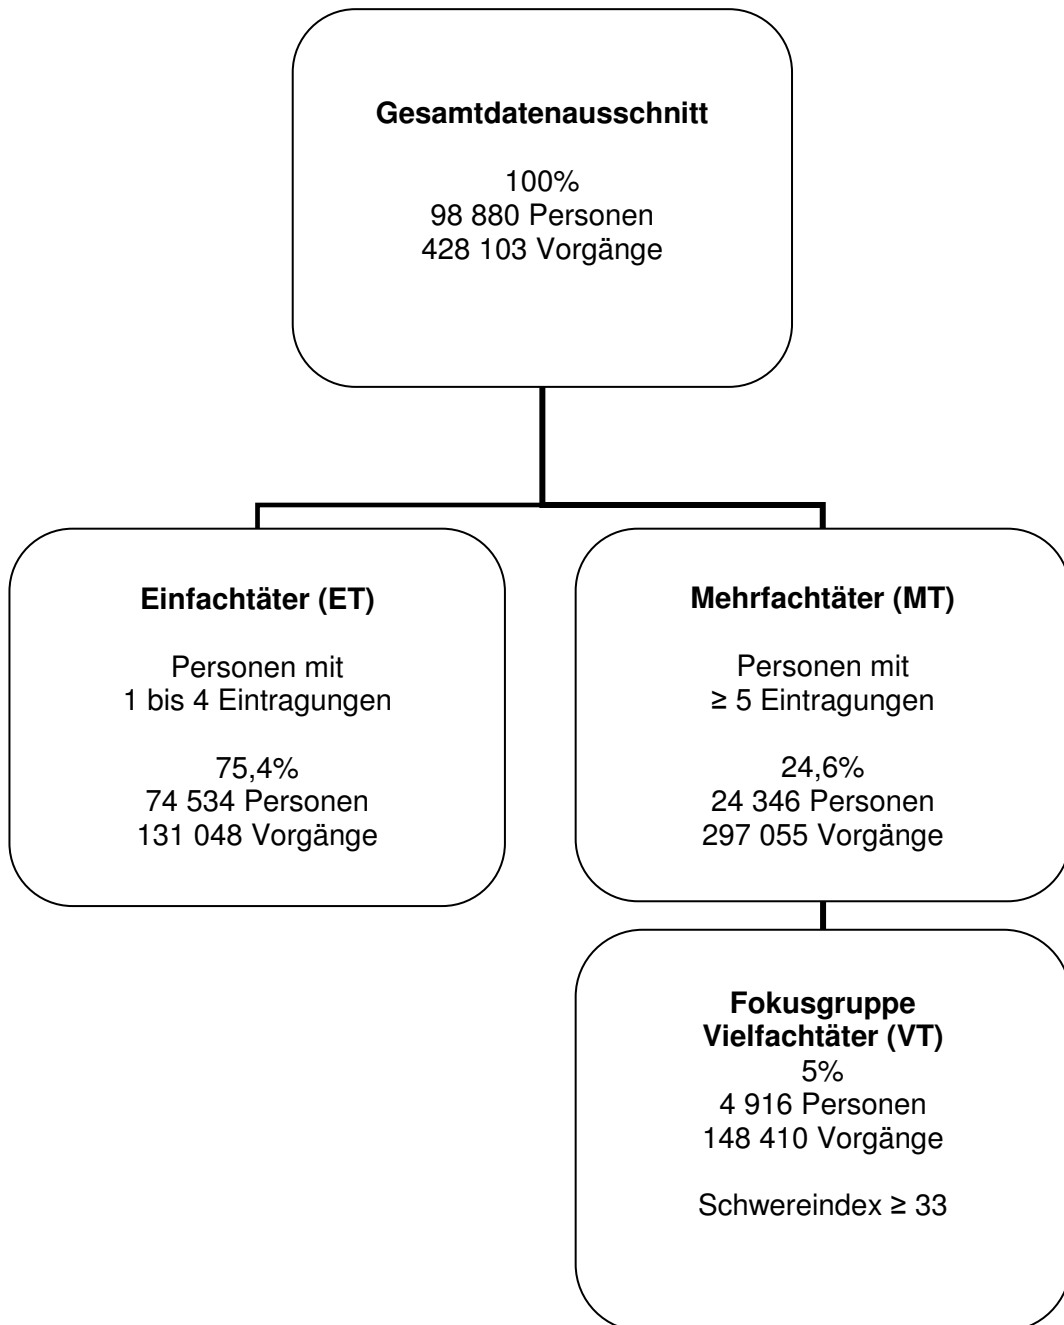 Gesamtdatenausschnitt
100%
98 880 Personen
428 103 Vorgänge
Einfachtäter (ET)
Personen mit
1 bis 4 Eintragungen
75,4%
74 534 Personen
131 048 Vorgänge
Mehrfachtäter (MT)
Personen mit
≥ 5 Eintragungen
24,6%
24 346 Personen
297 055 Vorgänge
Fokusgruppe
Vielfachtäter (VT)
5%
4 916 Personen
148 410 Vorgänge
Schwereindex ≥ 33